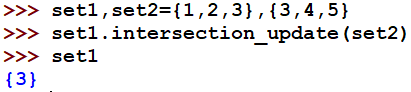 >>> set1,set2={1,2,3},{3,4,5}
>>> set1.intersection_update(set2)
>>> set1
{3}